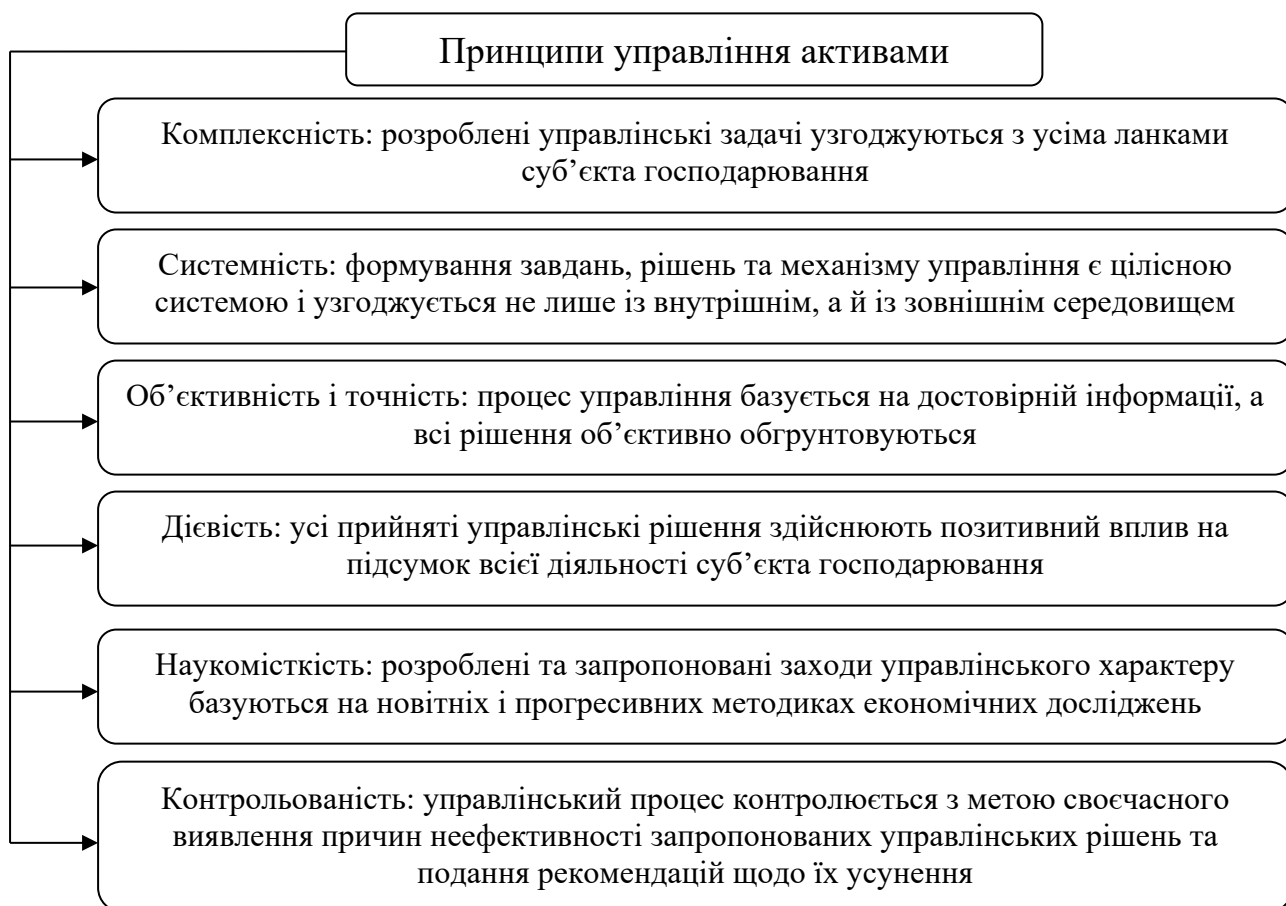 Принципи управління активами
Комплексність: розроблені управлінські задачі узгоджуються з усіма ланками
суб’єкта господарювання
Системність: формування завдань, рішень та механізму управління є цілісною
системою і узгоджується не лише із внутрішнім, а й із зовнішнім середовищем
Об’єктивність і точність: процес управління базується на достовірній інформації, а
всі рішення об’єктивно обгрунтовуються
Дієвість: усі прийняті управлінські рішення здійснюють позитивний вплив на
підсумок всієї діяльності суб’єкта господарювання
Наукомісткість: розроблені та запропоновані заходи управлінського характеру
базуються на новітніх і прогресивних методиках економічних досліджень
Контрольованість: управлінський процес контролюється з метою своєчасного
виявлення причин неефективності запропонованих управлінських рішень та
подання рекомендацій щодо їх усунення